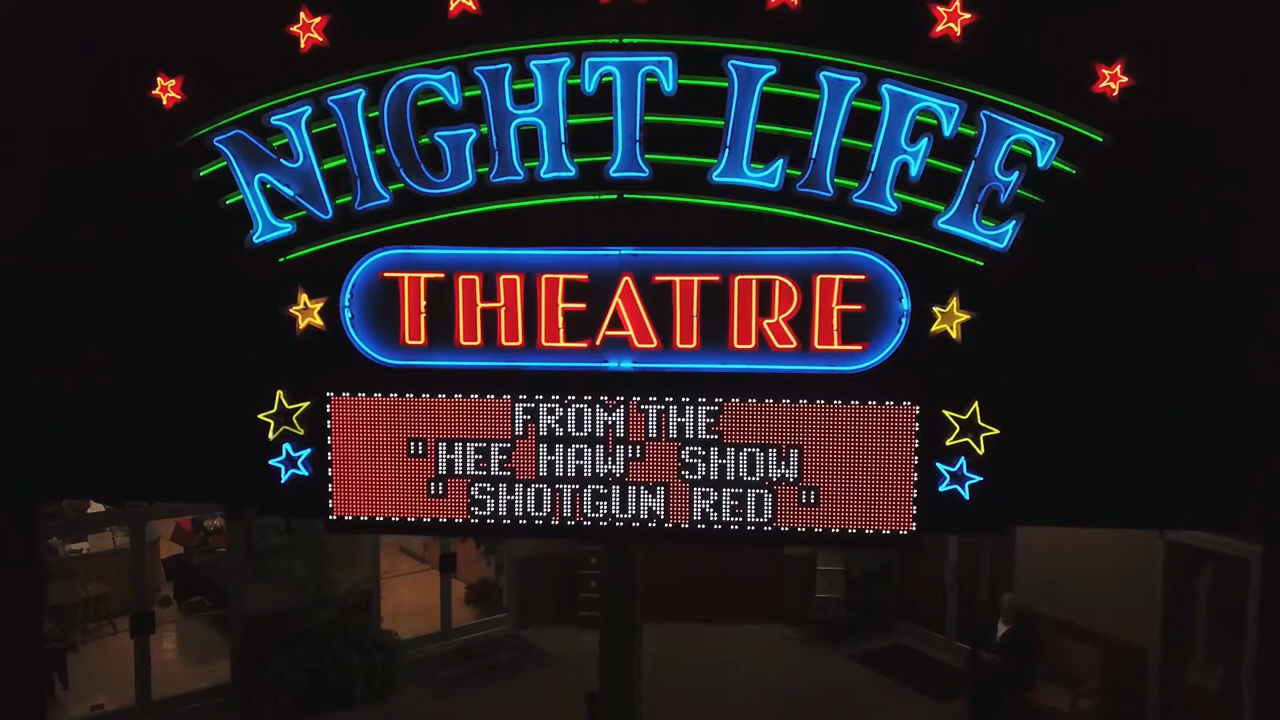 NIGHT LIFE
THEATRE
FROM THE
"HEE HAW" SHOW
"SHOTGUN RED"